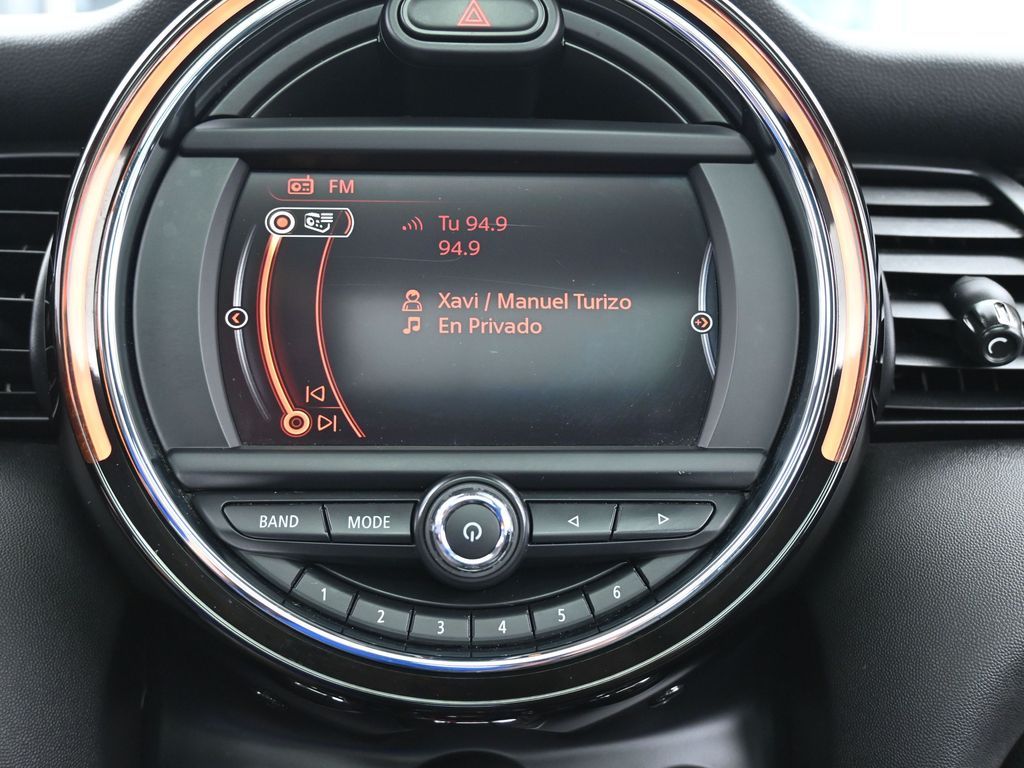 FM
Tu 94.9
94.9
Xavi / Manuel Turizo
En Privado
BAND MODE
1 2 3 4 5 6